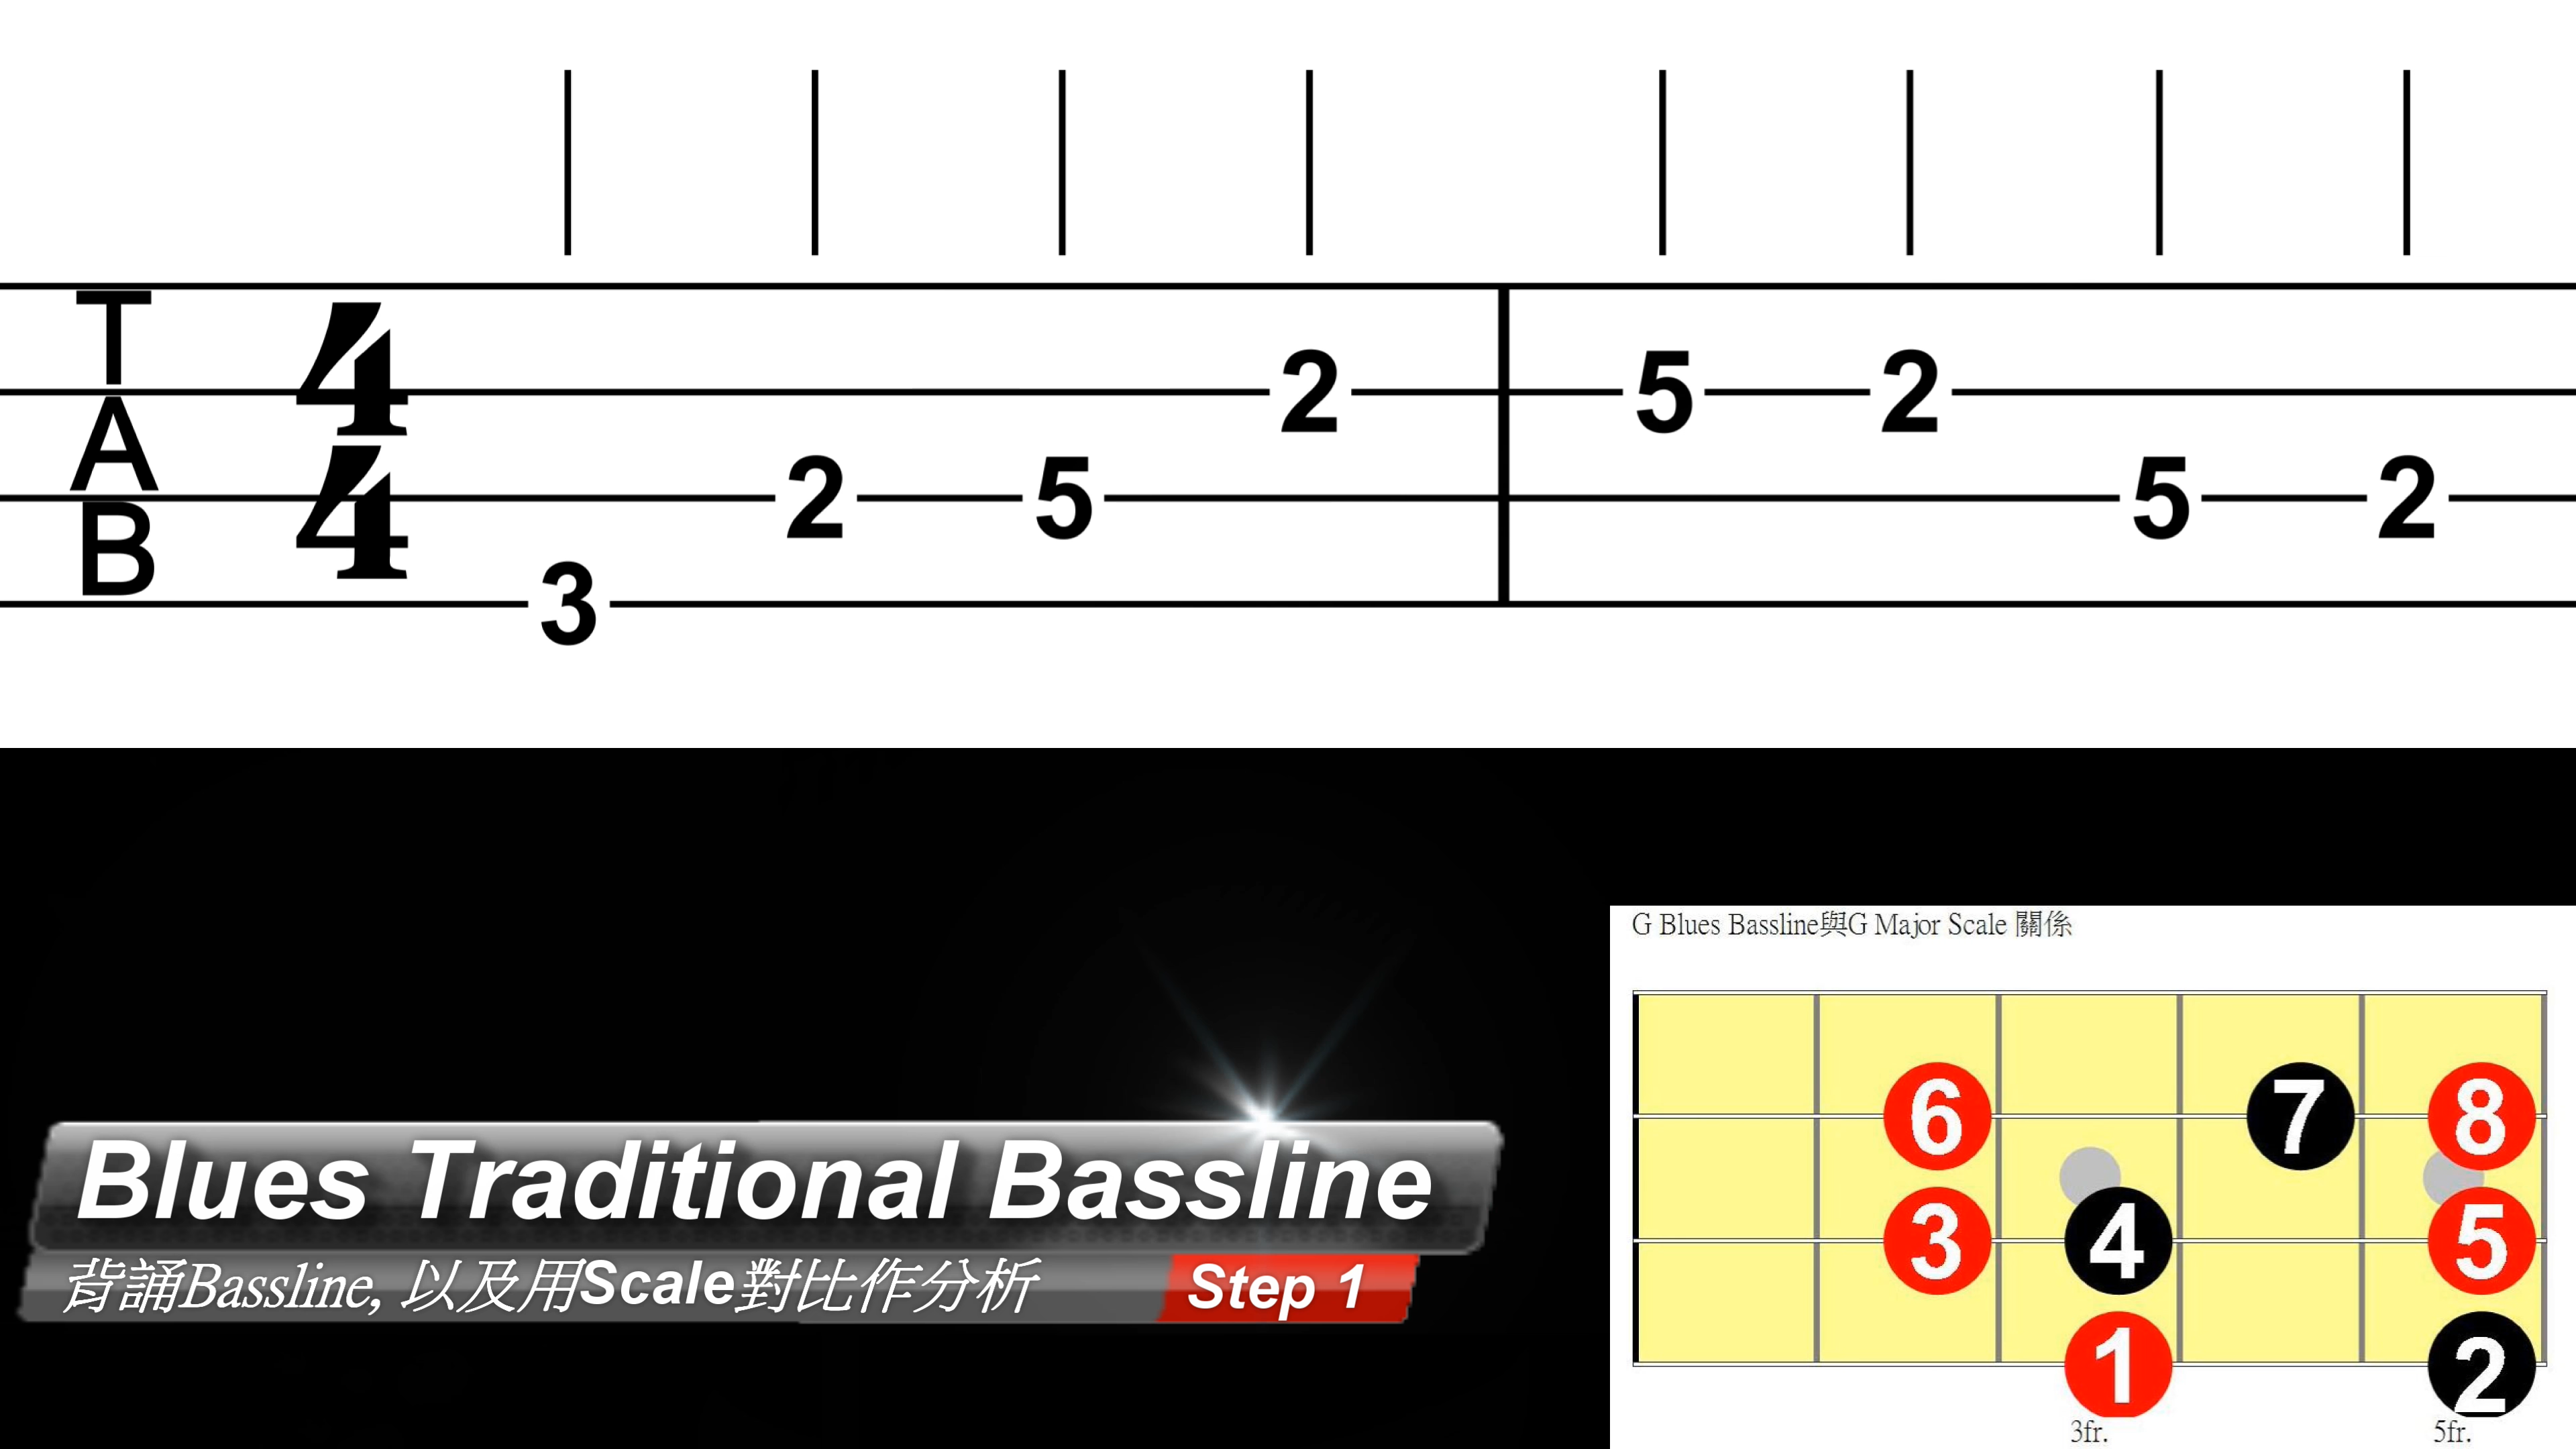 T
A
B
4
4
3 2 5 2 5 2 5 2
G Blues Bassline與G Major Scale 關係
6 7 8
3 4 5
1 2
3fr. 5fr.
Blues Traditional Bassline
背誦Bassline, 以及用Scale對比作分析 Step 1